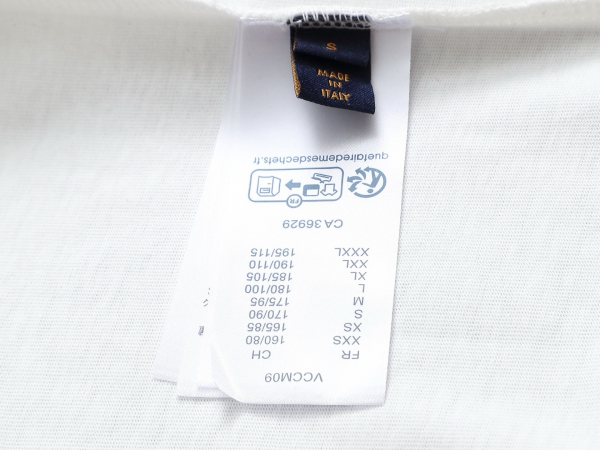 S
MADE
IN
ITALY
VCCM09
FR CH
XXS 160/80
XS 165/85
S 170/90
M 175/95
L 180/100
XL 185/105
XXL 190/110
XXXL 195/115
CA 36929
FR
quefairedemesdechets.fr